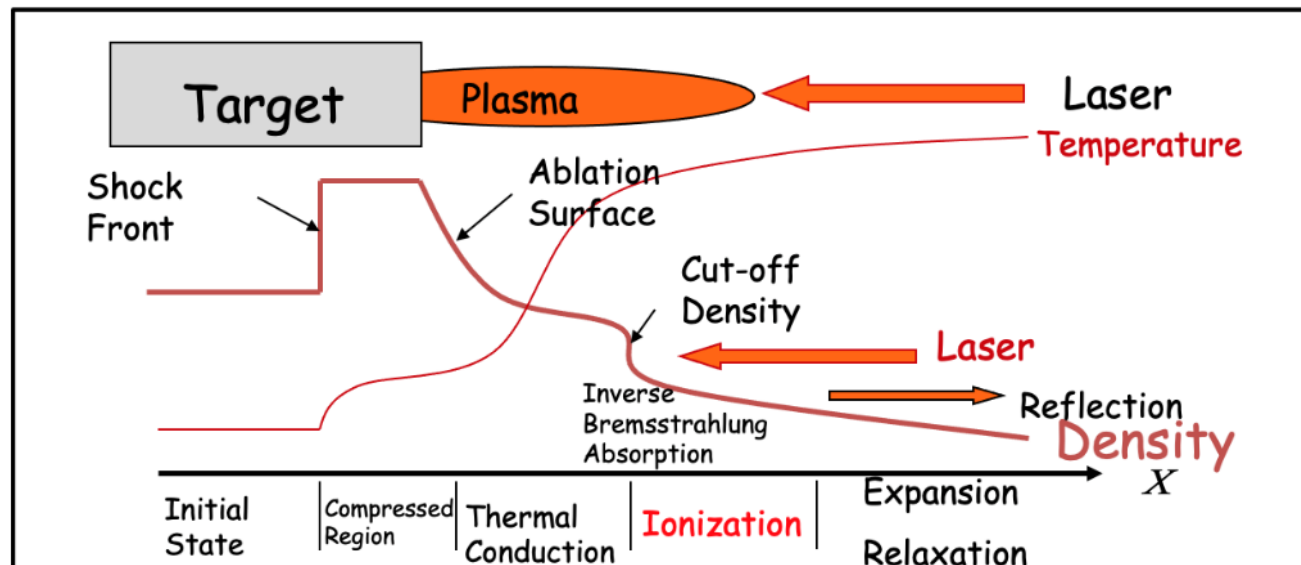 Target
Plasma
Laser
Temperature
Shock
Front
Ablation
Surface
Cut-off
Density
Laser
Inverse
Bremsstrahlung
Absorption
Reflection
Density
X
Initial
State
Compressed
Region
Thermal
Conduction
Ionization
Expansion
Relaxation